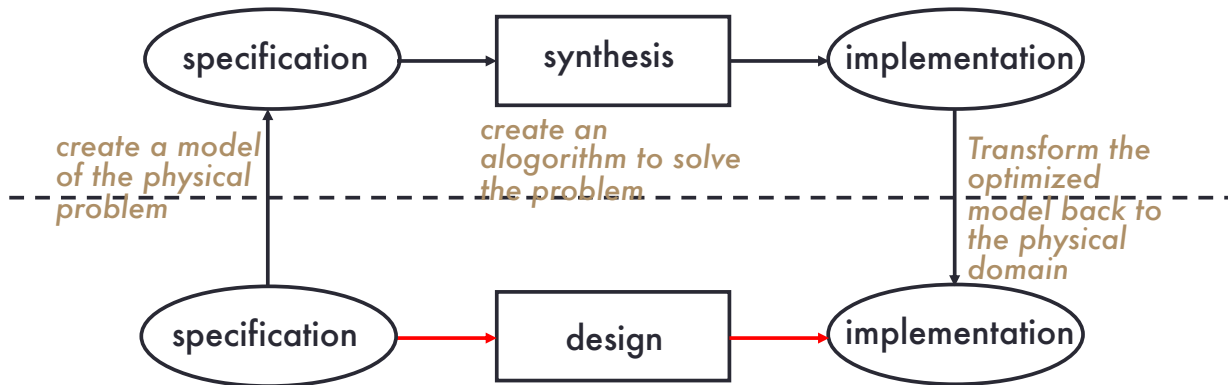 specification
synthesis
implementation
create a model
of the physical
problem
create an
alogorithm to solve
the problem
Transform the
optimized
model back to
the physical
domain
specification
design
implementation